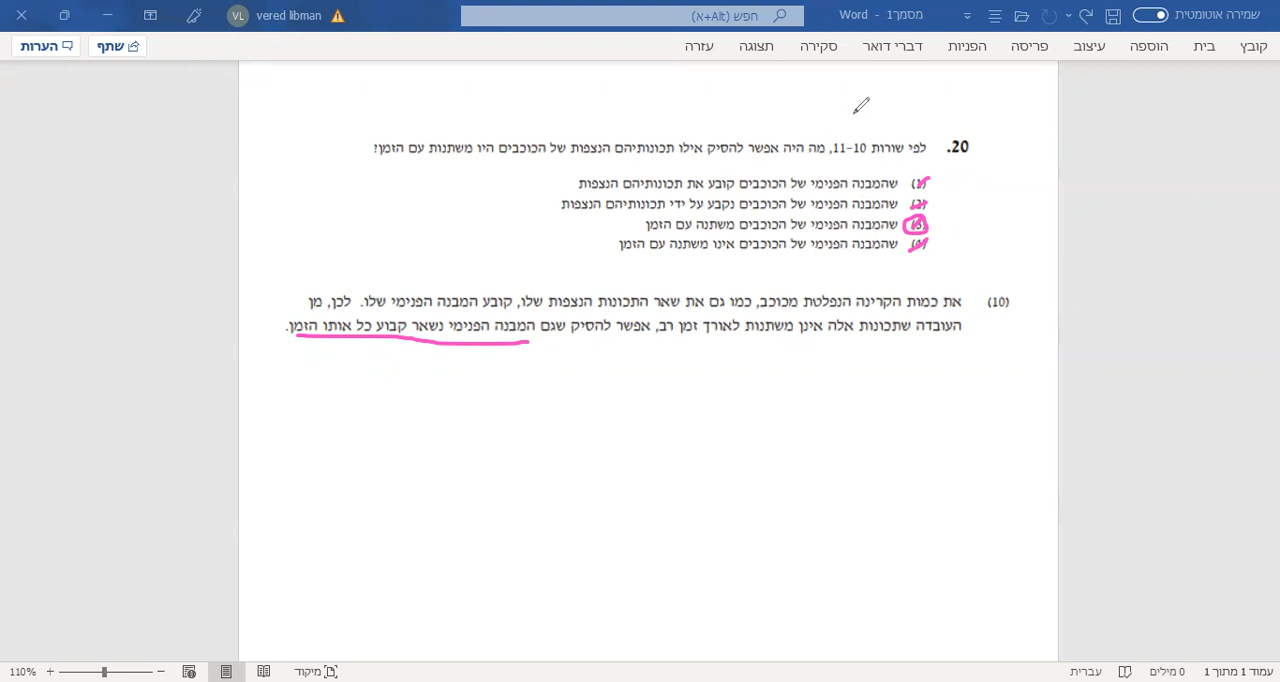 שמירה אוטומטית
מסמך1 - Word
חפש (Alt+א)
vered libman
VL
קובץ בית הוספה עיצוב פריסה הפניות דברי דואר סקירה תצוגה עזרה
שתף
הערות
20. לפי שורות 10-11, מה היה אפשר להסיק אילו תכונותיהם הנצפות של הכוכבים היו משתנות עם הזמן?
(1) שהמבנה הפנימי של הכוכבים קובע את תכונותיהם הנצפות
(2) שהמבנה הפנימי של הכוכבים נקבע על ידי תכונותיהם הנצפות
(3) שהמבנה הפנימי של הכוכבים משתנה עם הזמן
(4) שהמבנה הפנימי של הכוכבים אינו משתנה עם הזמן
(10) את כמות הקרינה הנפלטת מכוכב, כמו גם את שאר התכונות הנצפות שלו, קובע המבנה הפנימי שלו. לכן, מן
העובדה שתכונות אלה אינן משתנות לאורך זמן רב, אפשר להסיק שגם המבנה הפנימי נשאר קבוע כל אותו הזמן.
עמוד 1 מתוך 1
0 מילים
עברית
מיקוד
110%